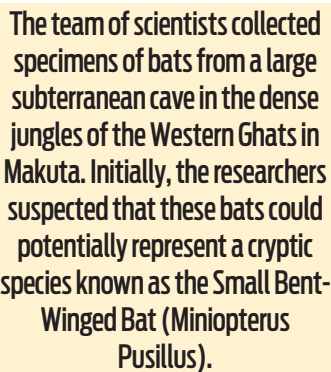 The team of scientists collected
specimens of bats from a large
subterranean cave in the dense
jungles of the Western Ghats in
Makuta. Initially, the researchers
suspected that these bats could
potentially represent a cryptic
species known as the Small Bent-
Winged Bat (Miniopterus
Pusillus).